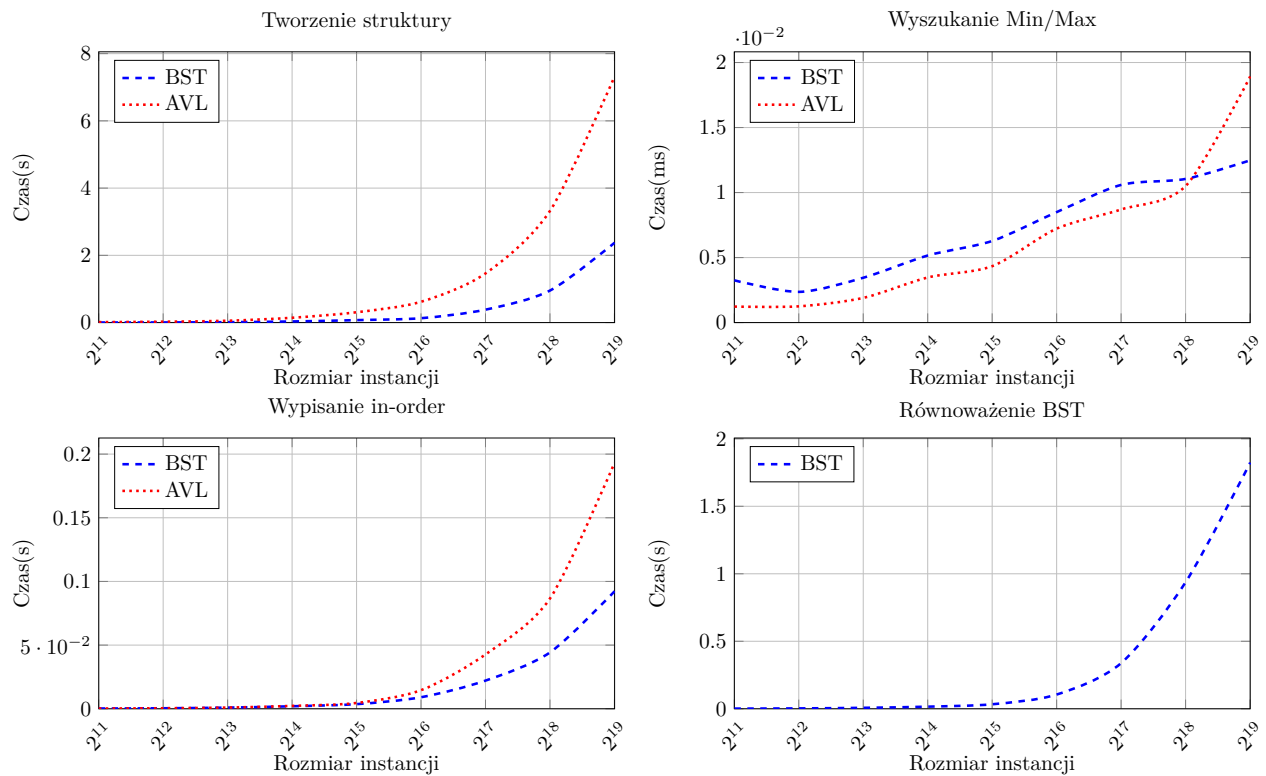 Tworzenie struktury
8
6
4
2
0
Czas(s)
BST
AVL
2^11
2^12
2^13
2^14
2^15
2^16
2^17
2^18
2^19
Rozmiar instancji
Wyszukanie Min/Max
·10^−2
2
1.5
1
0.5
0
Czas(ms)
BST
AVL
2^11
2^12
2^13
2^14
2^15
2^16
2^17
2^18
2^19
Rozmiar instancji
Wypisanie in-order
0.2
0.15
0.1
5 · 10^−2
0
Czas(s)
BST
AVL
2^11
2^12
2^13
2^14
2^15
2^16
2^17
2^18
2^19
Rozmiar instancji
Równoważenie BST
2
1.5
1
0.5
0
Czas(s)
BST
2^11
2^12
2^13
2^14
2^15
2^16
2^17
2^18
2^19
Rozmiar instancji